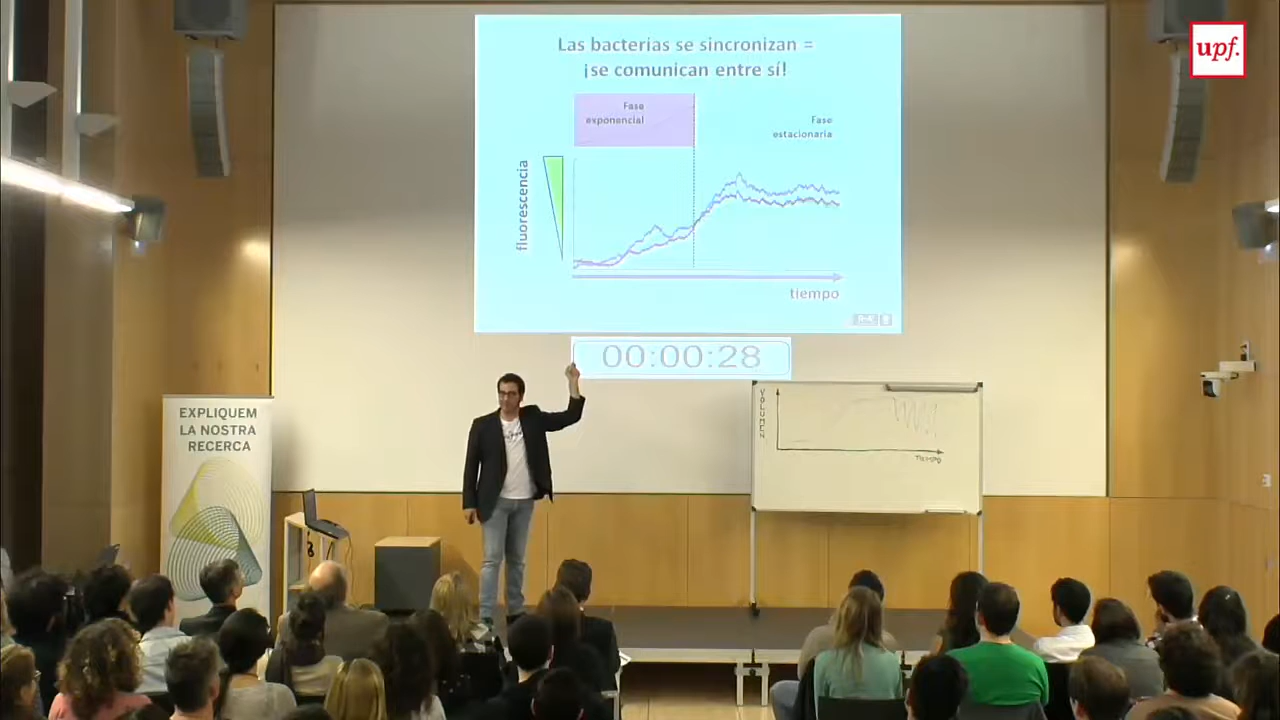 upf.
Las bacterias se sincronizan =
¡se comunican entre sí!
Fase
exponencial
Fase
estacionaria
fluorescencia
tiempo
00:00:28
EXPLIQUEM
LA NOSTRA
RECERCA
VOLUMEN
TIEMPO